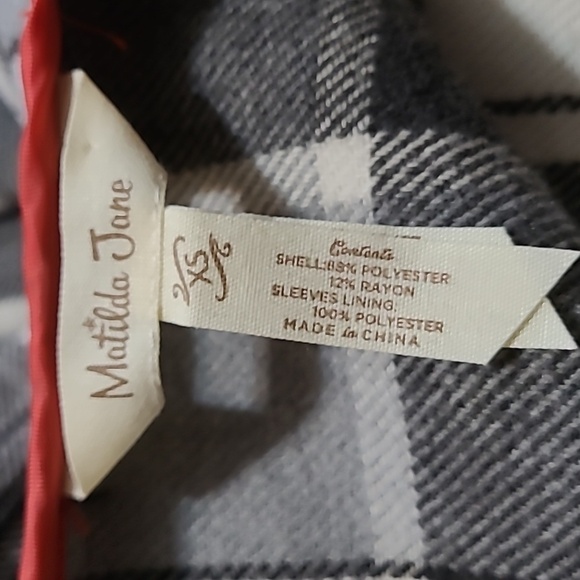 Matilda Jane
XS
Contents
SHELL:88% POLYESTER
12% RAYON
SLEEVES LINING:
100% POLYESTER
MADE in CHINA